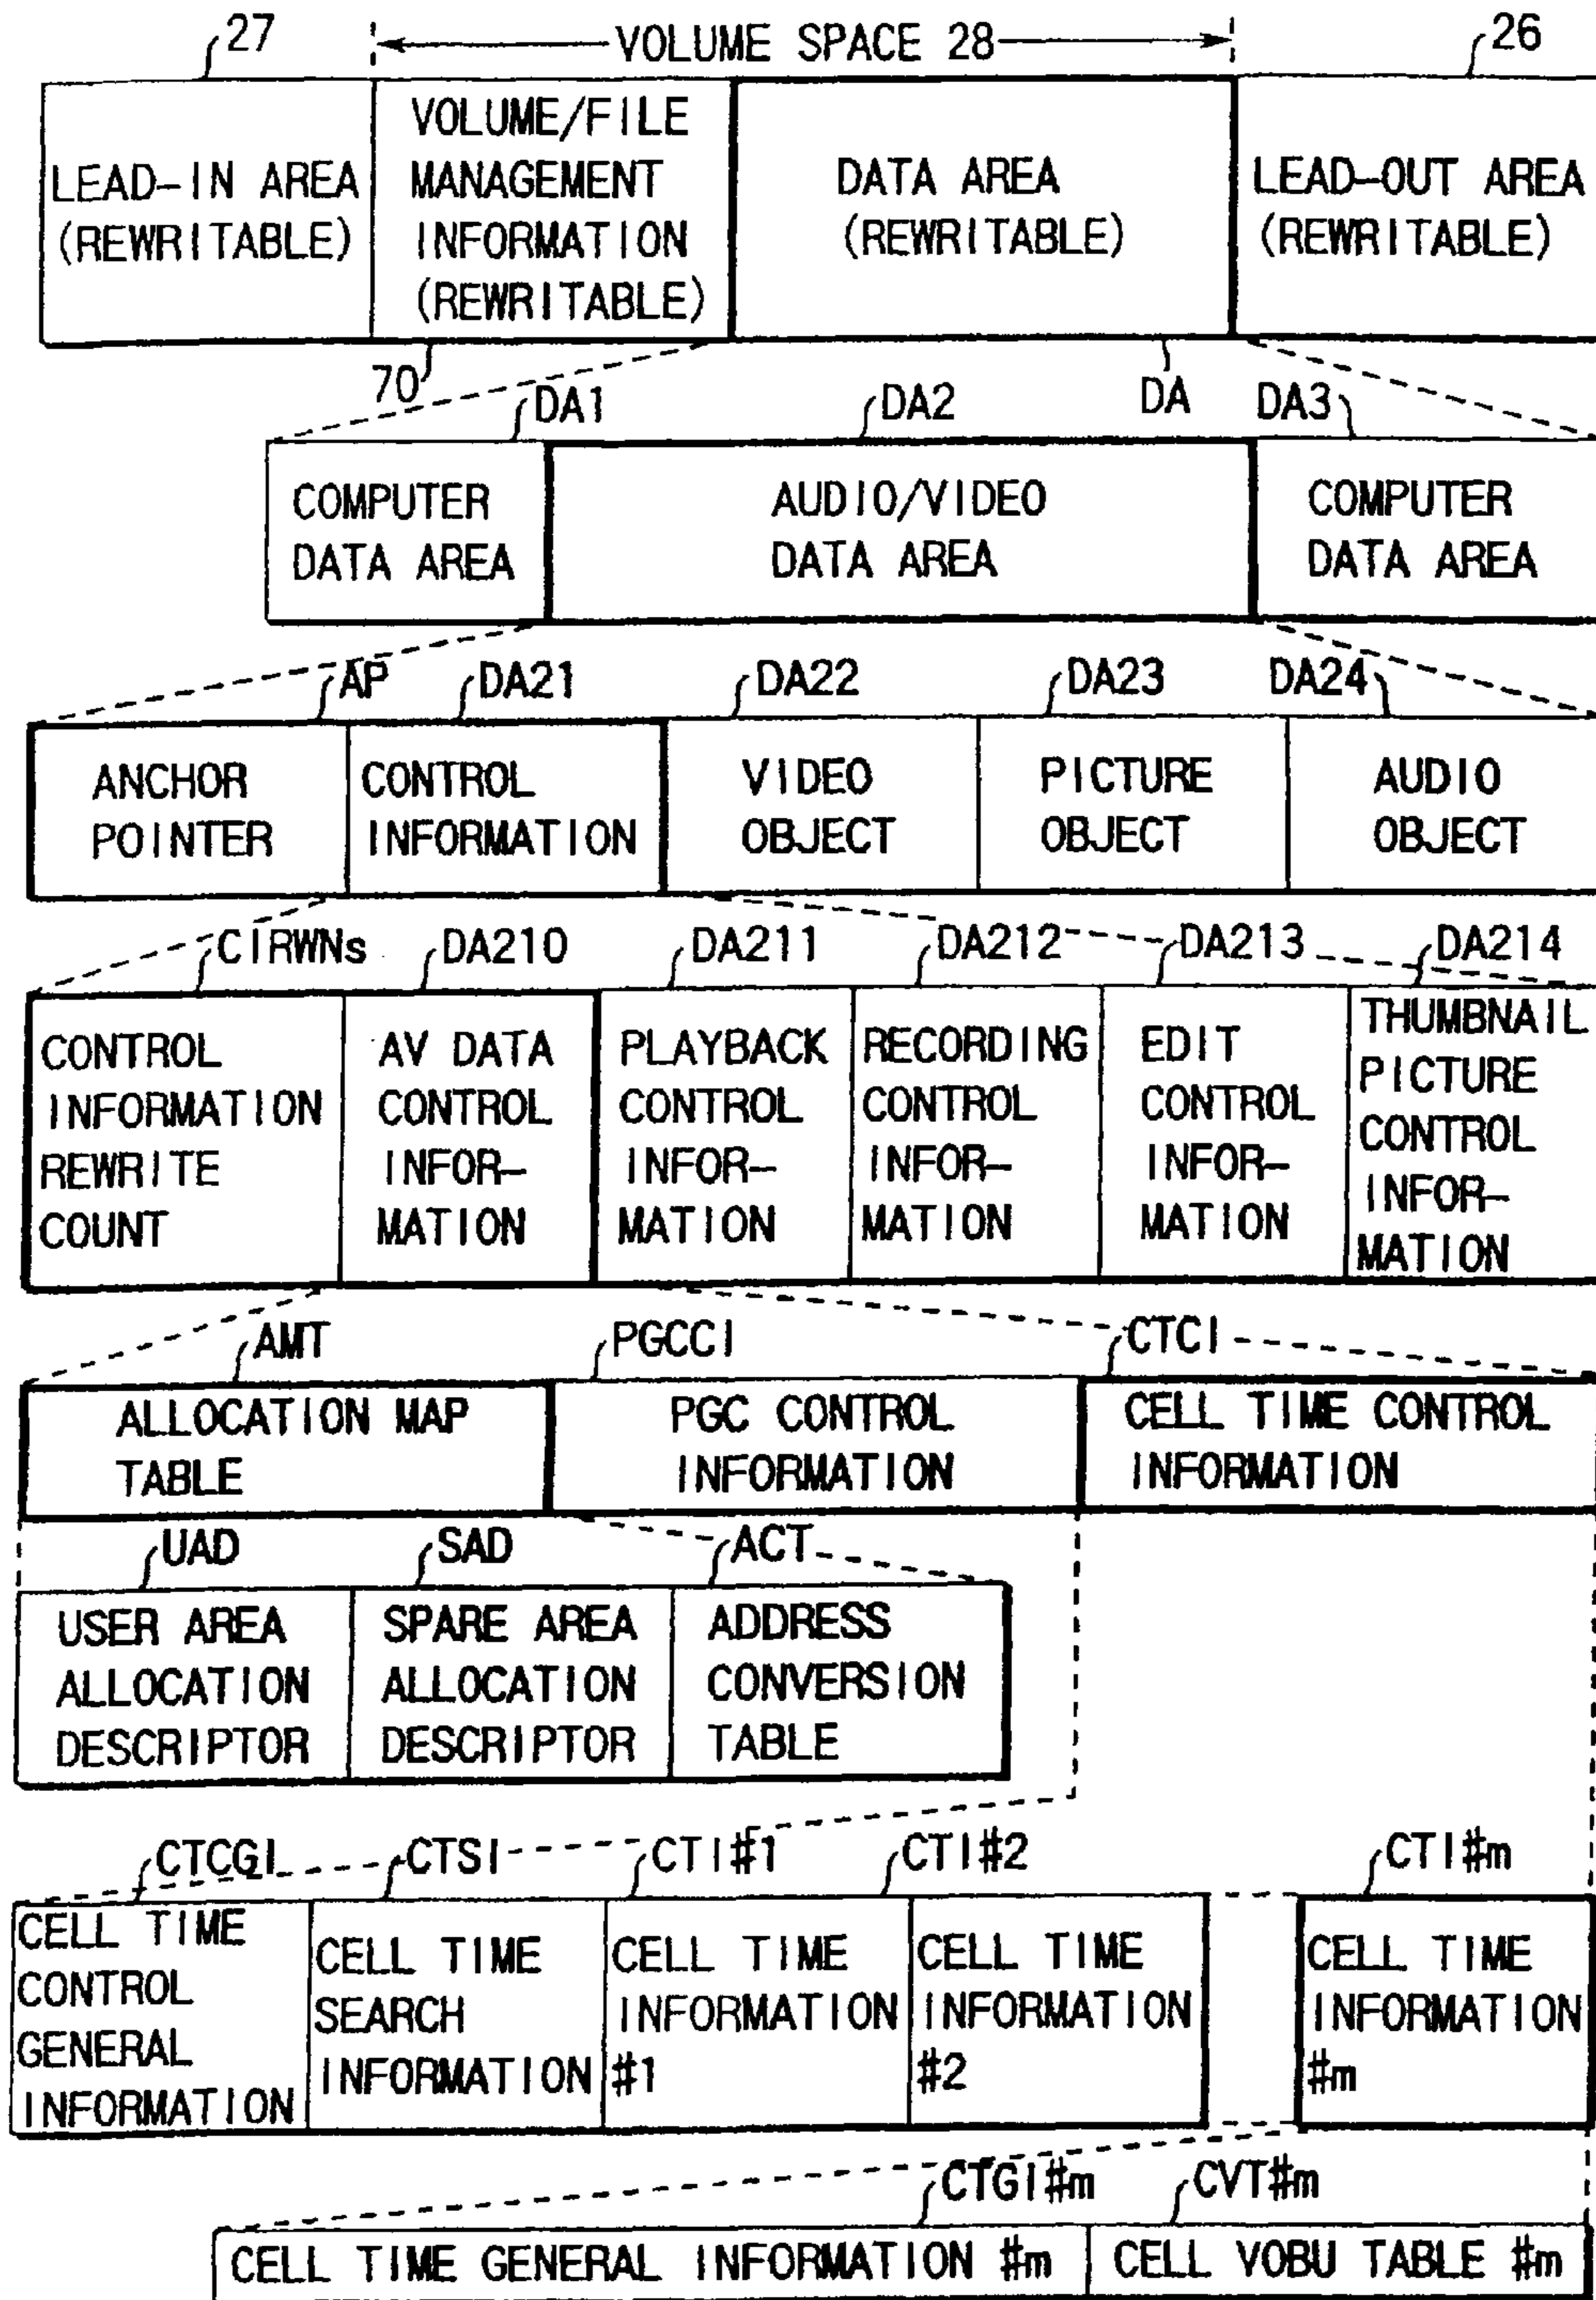 27
VOLUME SPACE 28
26
LEAD-IN AREA
(REWRITABLE)
VOLUME/FILE
MANAGEMENT
INFORMATION
(REWRITABLE)
DATA AREA
(REWRITABLE)
LEAD-OUT AREA
(REWRITABLE)
70
DA
DA1
DA2
DA3
COMPUTER
DATA AREA
AUDIO/VIDEO
DATA AREA
COMPUTER
DATA AREA
AP
DA21
DA22
DA23
DA24
ANCHOR
POINTER
CONTROL
INFORMATION
VIDEO
OBJECT
PICTURE
OBJECT
AUDIO
OBJECT
CIRWNs
DA210
DA211
DA212
DA213
DA214
CONTROL
INFORMATION
REWRITE
COUNT
AV DATA
CONTROL
INFOR-
MATION
PLAYBACK
CONTROL
INFOR-
MATION
RECORDING
CONTROL
INFOR-
MATION
EDIT
CONTROL
INFOR-
MATION
THUMBNAIL
PICTURE
CONTROL
INFOR-
MATION
AMT
PGCCI
CTCI
ALLOCATION MAP
TABLE
PGC CONTROL
INFORMATION
CELL TIME CONTROL
INFORMATION
UAD
SAD
ACT
USER AREA
ALLOCATION
DESCRIPTOR
SPARE AREA
ALLOCATION
DESCRIPTOR
ADDRESS
CONVERSION
TABLE
CTCGI
CTSI
CTI#1
CTI#2
CTI#m
CELL TIME
CONTROL
GENERAL
INFORMATION
CELL TIME
SEARCH
INFORMATION
CELL TIME
INFORMATION
#1
CELL TIME
INFORMATION
#2
CELL TIME
INFORMATION
#m
CTGI#m
CVT#m
CELL TIME GENERAL INFORMATION #m
CELL VOBU TABLE #m